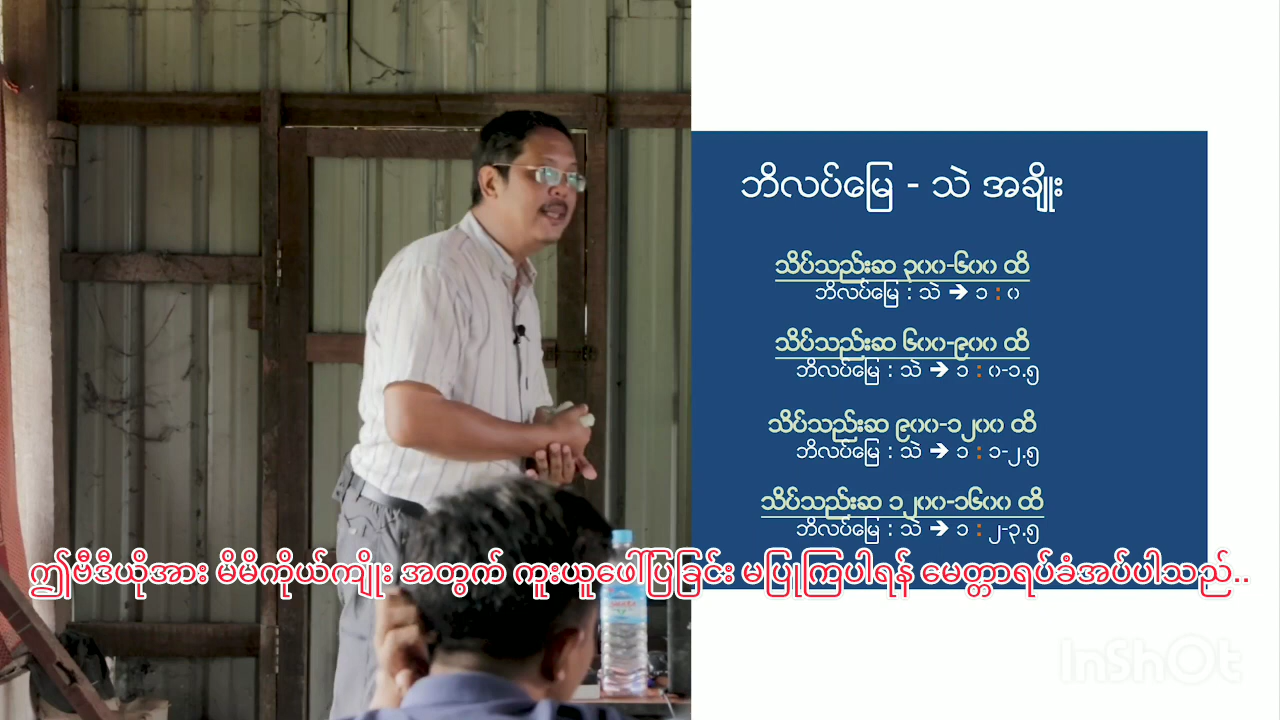 ဘိလပ်မြေ - သဲ အချိုး
သိပ်သည်းဆ ၃၀၀-၆၀၀ ထိ
ဘိလပ်မြေ : သဲ → ၁ : ၀
သိပ်သည်းဆ ၆၀၀-၉၀၀ ထိ
ဘိလပ်မြေ : သဲ → ၁ : ၀-၁.၅
သိပ်သည်းဆ ၉၀၀-၁၂၀၀ ထိ
ဘိလပ်မြေ : သဲ → ၁ : ၁-၂.၅
သိပ်သည်းဆ ၁၂၀၀-၁၆၀၀ ထိ
ဘိလပ်မြေ : သဲ → ၁ : ၂-၃.၅
ဤဗီဒီယိုအား မိမိကိုယ်ကျိုး အတွက် ကူးယူဖေါ်ပြခြင်း မပြုကြပါရန် မေတ္တာရပ်ခံအပ်ပါသည်..
InShOt